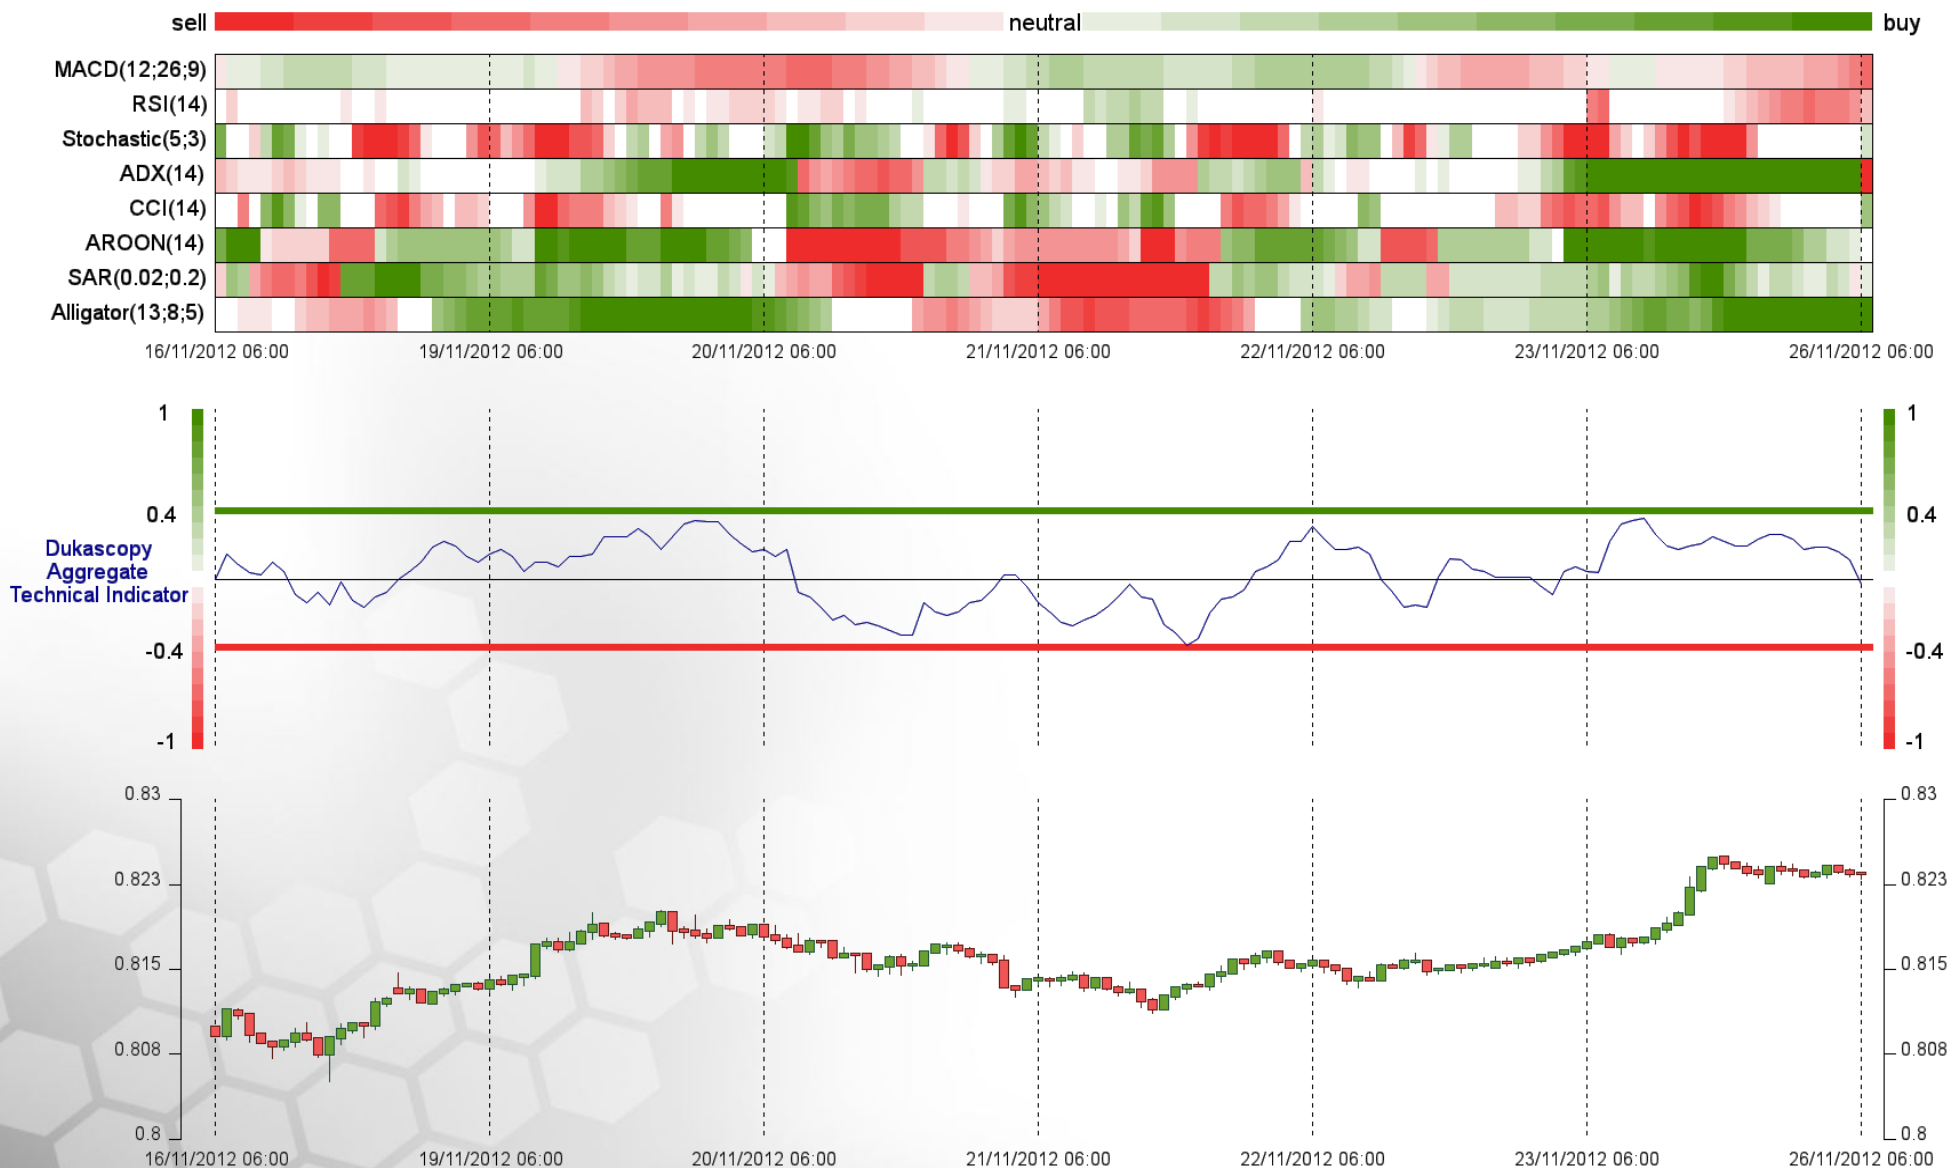 sell neutral buy
MACD(12;26;9)
RSI(14)
Stochastic(5;3)
ADX(14)
CCI(14)
AROON(14)
SAR(0.02;0.2)
Alligator(13;8;5)
16/11/2012 06:00 19/11/2012 06:00 20/11/2012 06:00 21/11/2012 06:00 22/11/2012 06:00 23/11/2012 06:00 26/11/2012 06:00
1 1
0.4 0.4
Dukascopy
Aggregate
Technical Indicator
-0.4 -0.4
-1 -1
0.83 0.83
0.823 0.823
0.815 0.815
0.808 0.808
0.8 0.8
16/11/2012 06:00 19/11/2012 06:00 20/11/2012 06:00 21/11/2012 06:00 22/11/2012 06:00 23/11/2012 06:00 26/11/2012 06:00